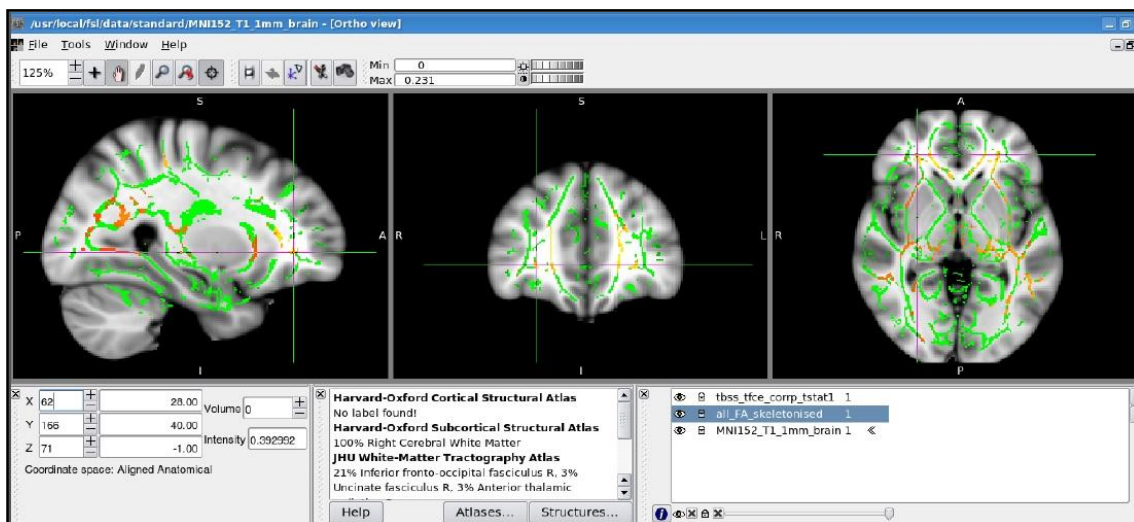 /usr/local/fsl/data/standard/MNI152_T1_1mm_brain - [Ortho view]
File Tools Window Help
125% Min 0
Max 0.231
S S A
P A R L R
I I P
X 62 28.00 Volume 0
Y 166 40.00
Z 71 -1.00 Intensity 0.392992
Coordinate space: Aligned Anatomical
Harvard-Oxford Cortical Structural Atlas
No label found!
Harvard-Oxford Subcortical Structural Atlas
100% Right Cerebral White Matter
JHU White-Matter Tractography Atlas
21% Inferior fronto-occipital fasciculus R, 3%
Uncinate fasciculus R, 3% Anterior thalamic
Help Atlases... Structures...
tbss_tfce_corrp_tstat1 1
all_FA_skeletonised 1
MNI152_T1_1mm_brain 1